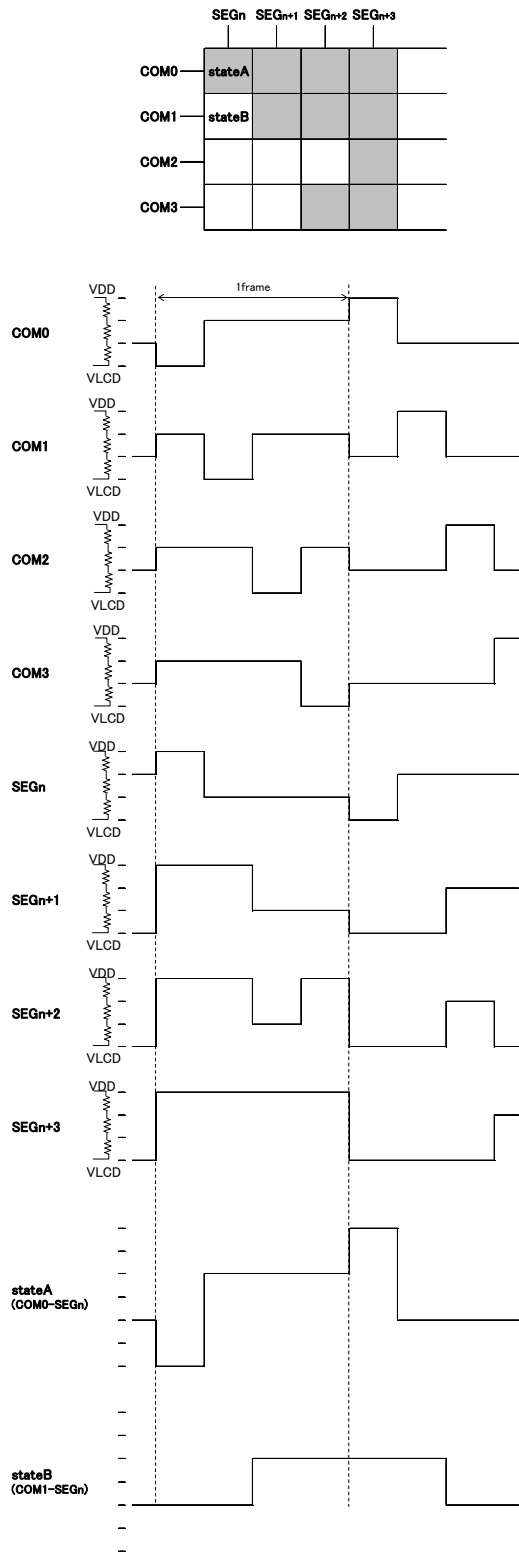 SEGn SEGn+1 SEGn+2 SEGn+3
COM0 stateA
COM1 stateB
COM2
COM3
VDD
1frame
COM0
VLCD
VDD
COM1
VLCD
VDD
COM2
VLCD
VDD
COM3
VLCD
VDD
SEGn
VLCD
VDD
SEGn+1
VLCD
VDD
SEGn+2
VLCD
VDD
SEGn+3
VLCD
stateA
(COM0-SEGn)
stateB
(COM1-SEGn)